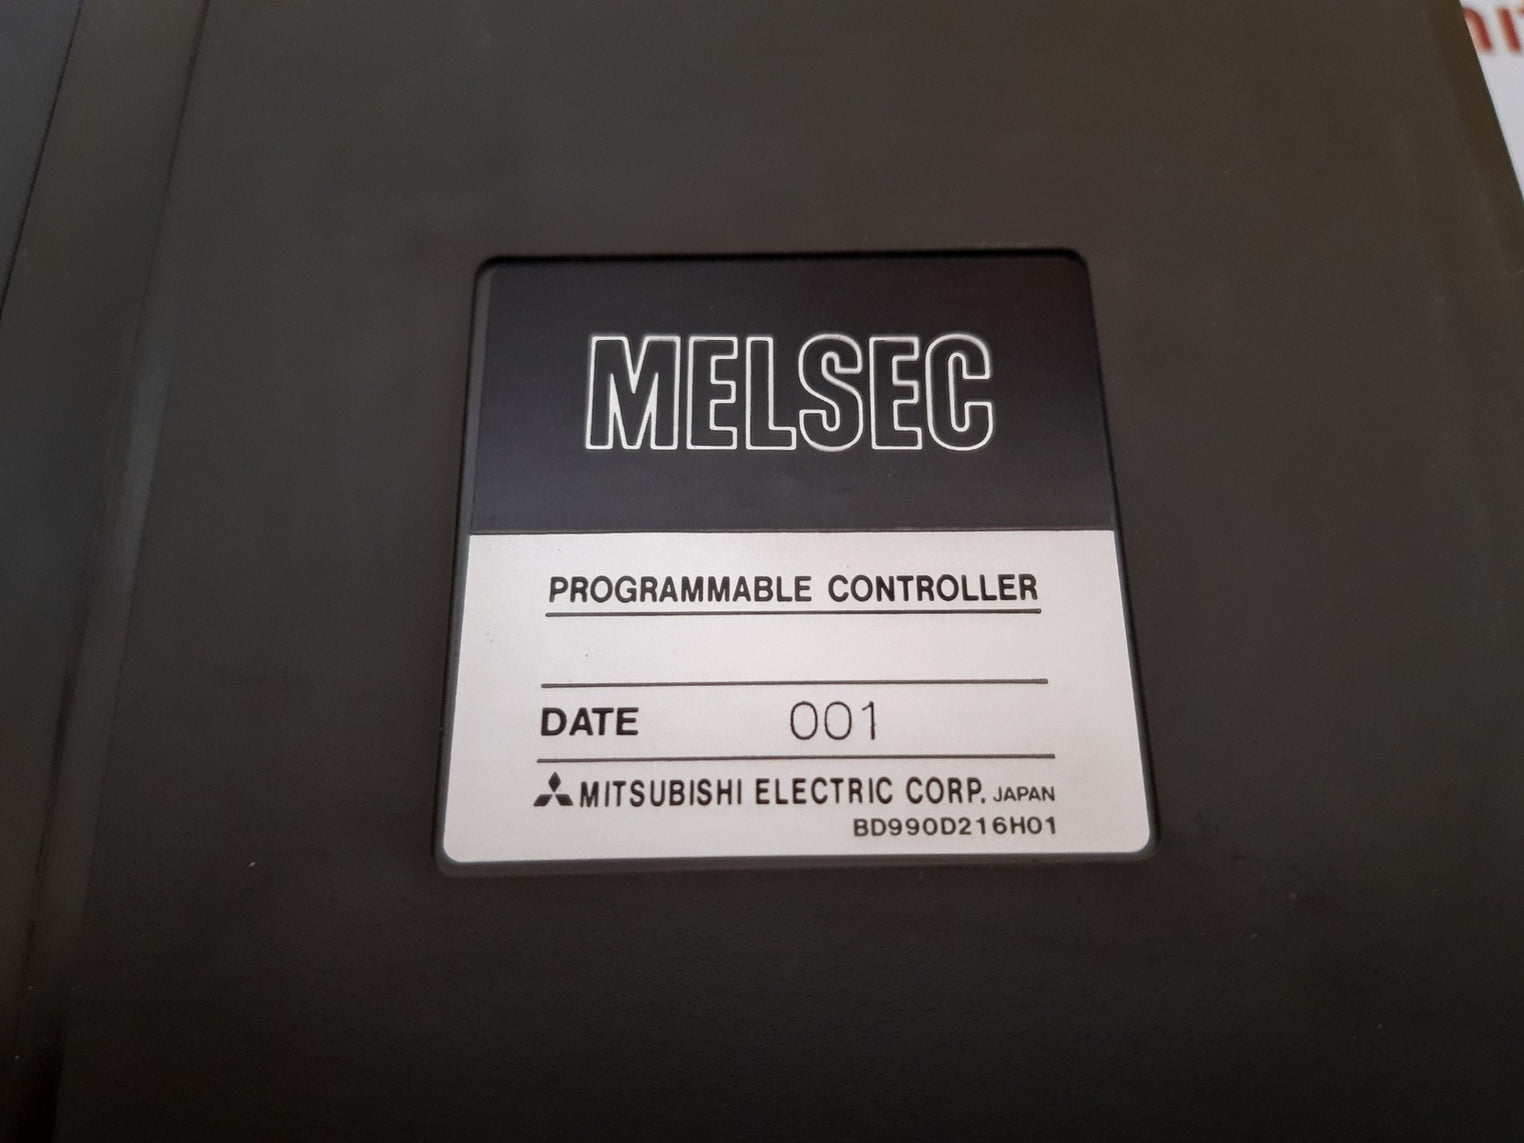 MELSEC
PROGRAMMABLE CONTROLLER
DATE 001
MITSUBISHI ELECTRIC CORP. JAPAN
BD990D216H01